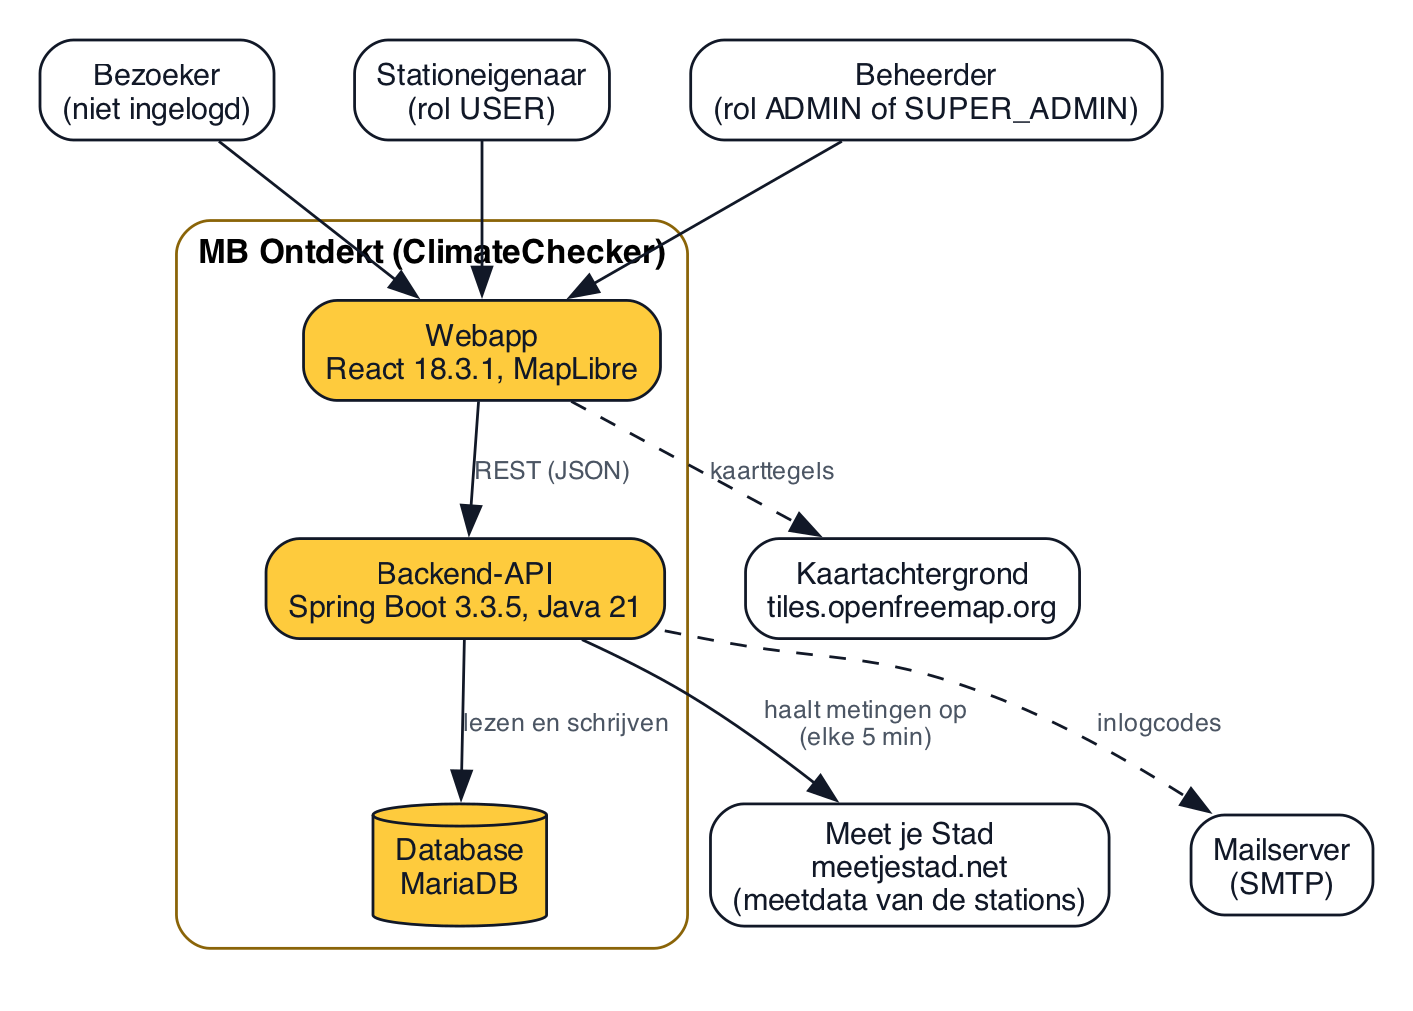 Bezoeker
(niet ingelogd)
Stationeigenaar
(rol USER)
Beheerder
(rol ADMIN of SUPER_ADMIN)
MB Ontdekt (ClimateChecker)
Webapp
React 18.3.1, MapLibre
REST (JSON)
kaarttegels
Backend-API
Spring Boot 3.3.5, Java 21
Kaartachtergrond
tiles.openfreemap.org
lezen en schrijven
haalt metingen op
(elke 5 min)
inlogcodes
Database
MariaDB
Meet je Stad
meetjestad.net
(meetdata van de stations)
Mailserver
(SMTP)